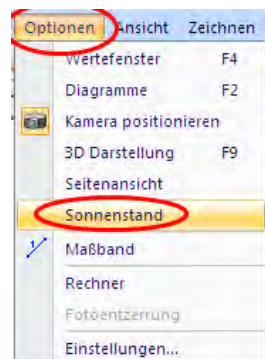 Optionen Ansicht Zeichnen
Wertefenster F4
Diagramme F2
Kamera positionieren
3D Darstellung F9
Seitenansicht
Sonnenstand
Maßband
Rechner
Fotoentzerrung
Einstellungen...